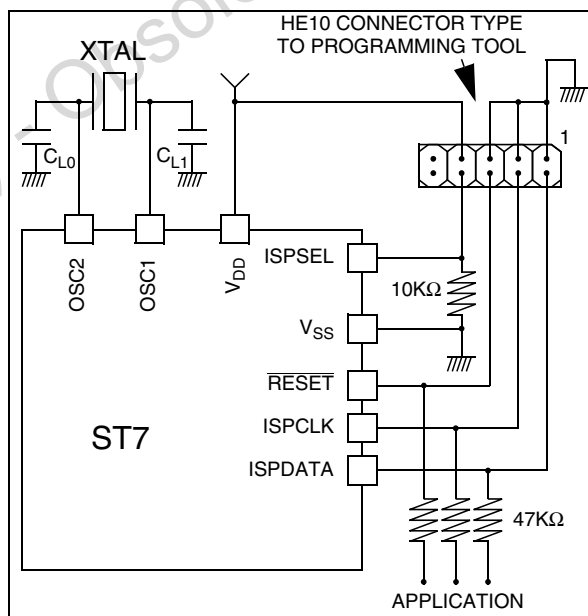 - Obsol
HE10 CONNECTOR TYPE
TO PROGRAMMING TOOL
XTAL
1
CL0
CL1
ISPSEL
OSC2
OSC1
VDD
10KΩ
VSS
RESET
ST7
ISPCLK
ISPDATA
47KΩ
APPLICATION